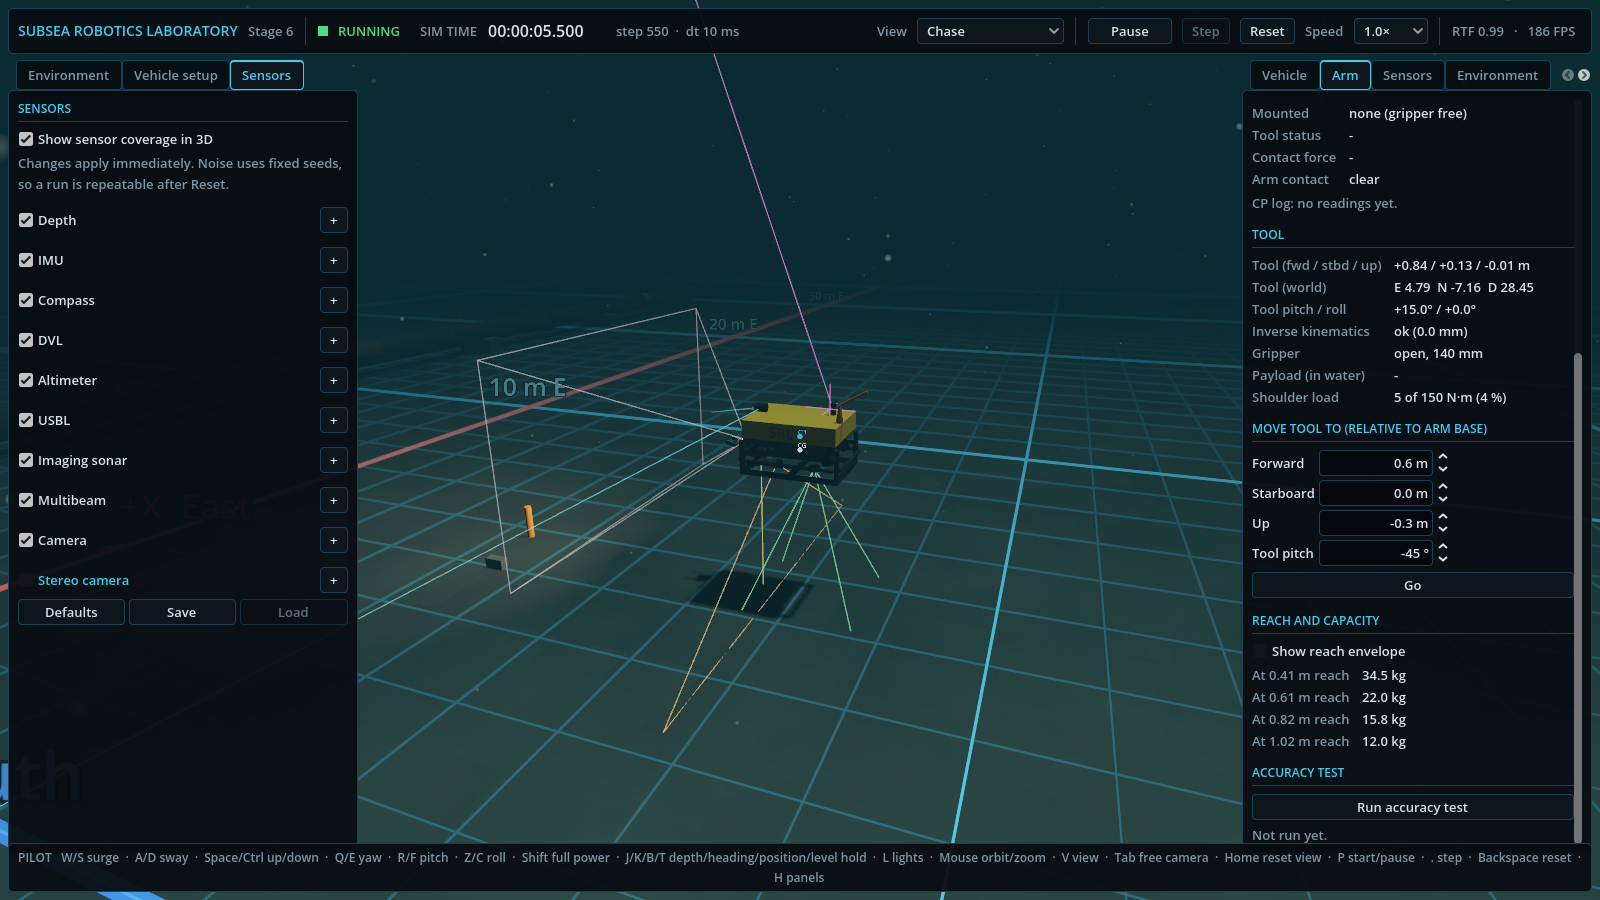 SUBSEA ROBOTICS LABORATORY Stage 6 RUNNING SIM TIME 00:00:05.500 step 550 · dt 10 ms View Chase Pause Step Reset Speed 1.0× RTF 0.99 · 186 FPS
Environment Vehicle setup Sensors
SENSORS
Show sensor coverage in 3D
Changes apply immediately. Noise uses fixed seeds,
so a run is repeatable after Reset.
Depth +
IMU +
Compass +
DVL +
Altimeter +
USBL +
Imaging sonar +
Multibeam +
Camera +
Stereo camera +
Defaults Save Load
+X East
uth
30 m E
20 m E
10 m E
CG
Vehicle Arm Sensors Environment
Mounted none (gripper free)
Tool status -
Contact force -
Arm contact clear
CP log: no readings yet.
TOOL
Tool (fwd / stbd / up) +0.84 / +0.13 / -0.01 m
Tool (world) E 4.79 N -7.16 D 28.45
Tool pitch / roll +15.0° / +0.0°
Inverse kinematics ok (0.0 mm)
Gripper open, 140 mm
Payload (in water) -
Shoulder load 5 of 150 N·m (4 %)
MOVE TOOL TO (RELATIVE TO ARM BASE)
Forward 0.6 m
Starboard 0.0 m
Up -0.3 m
Tool pitch -45 °
Go
REACH AND CAPACITY
Show reach envelope
At 0.41 m reach 34.5 kg
At 0.61 m reach 22.0 kg
At 0.82 m reach 15.8 kg
At 1.02 m reach 12.0 kg
ACCURACY TEST
Run accuracy test
Not run yet.
PILOT W/S surge · A/D sway · Space/Ctrl up/down · Q/E yaw · R/F pitch · Z/C roll · Shift full power · J/K/B/T depth/heading/position/level hold · L lights · Mouse orbit/zoom · V view · Tab free camera · Home reset view · P start/pause · . step · Backspace reset ·
H panels